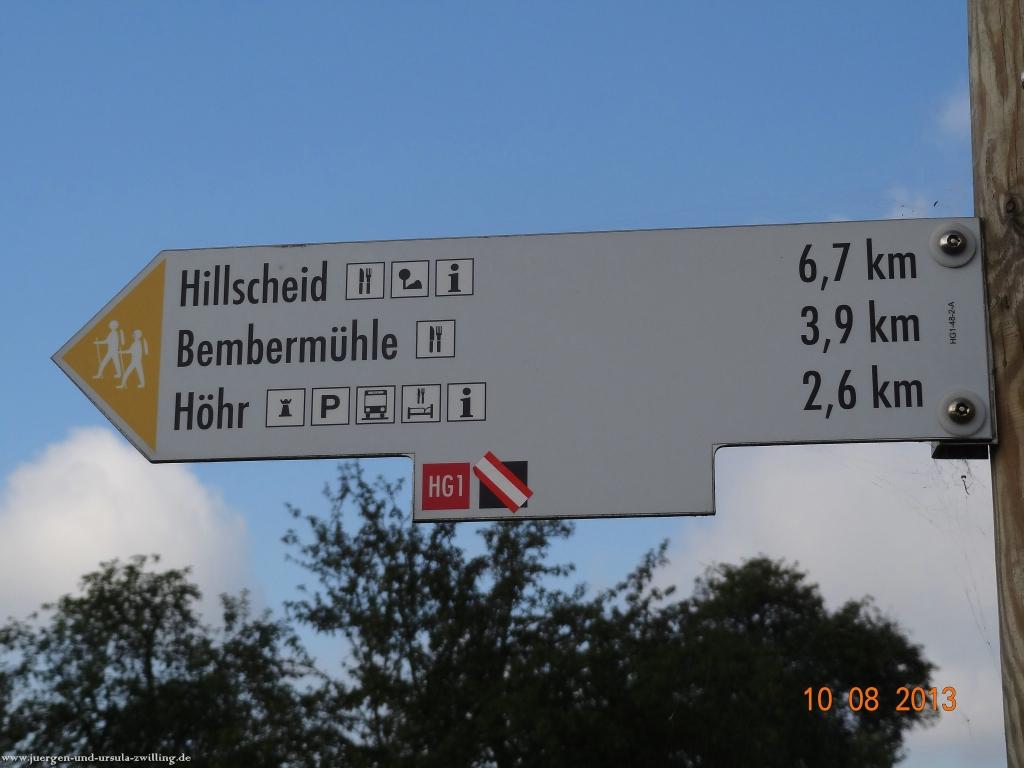 Hillscheid 6,7 km
Bembermühle 3,9 km
Höhr P 2,6 km
HG1-48-2-A
HG1
10 08 2013
www.juergen-und-ursula-zwilling.de